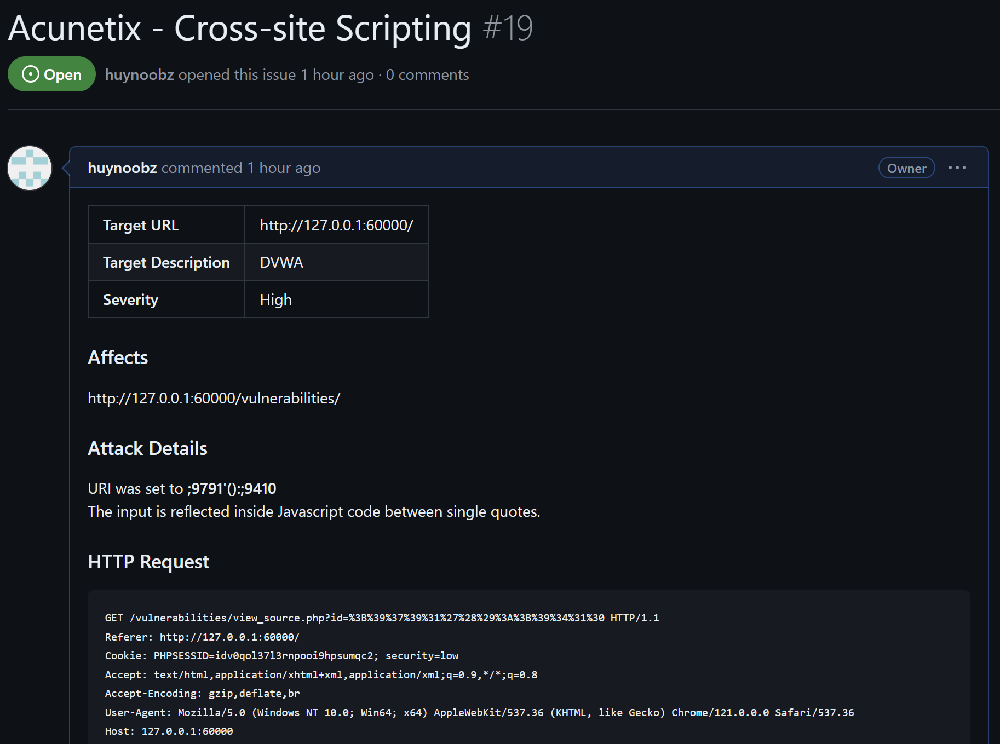 Acunetix - Cross-site Scripting #19
Open huynoobz opened this issue 1 hour ago · 0 comments
huynoobz commented 1 hour ago Owner ...
Target URL http://127.0.0.1:60000/
Target Description DVWA
Severity High
Affects
http://127.0.0.1:60000/vulnerabilities/
Attack Details
URI was set to ;9791'():;9410
The input is reflected inside Javascript code between single quotes.
HTTP Request
GET /vulnerabilities/view_source.php?id=%3B%39%37%39%31%27%28%29%3A%3B%39%34%31%30 HTTP/1.1
Referer: http://127.0.0.1:60000/
Cookie: PHPSESSID=idv0qol37l3rnpooi9hpsumqc2; security=low
Accept: text/html,application/xhtml+xml,application/xml;q=0.9,*/*;q=0.8
Accept-Encoding: gzip,deflate,br
User-Agent: Mozilla/5.0 (Windows NT 10.0; Win64; x64) AppleWebKit/537.36 (KHTML, like Gecko) Chrome/121.0.0.0 Safari/537.36
Host: 127.0.0.1:60000